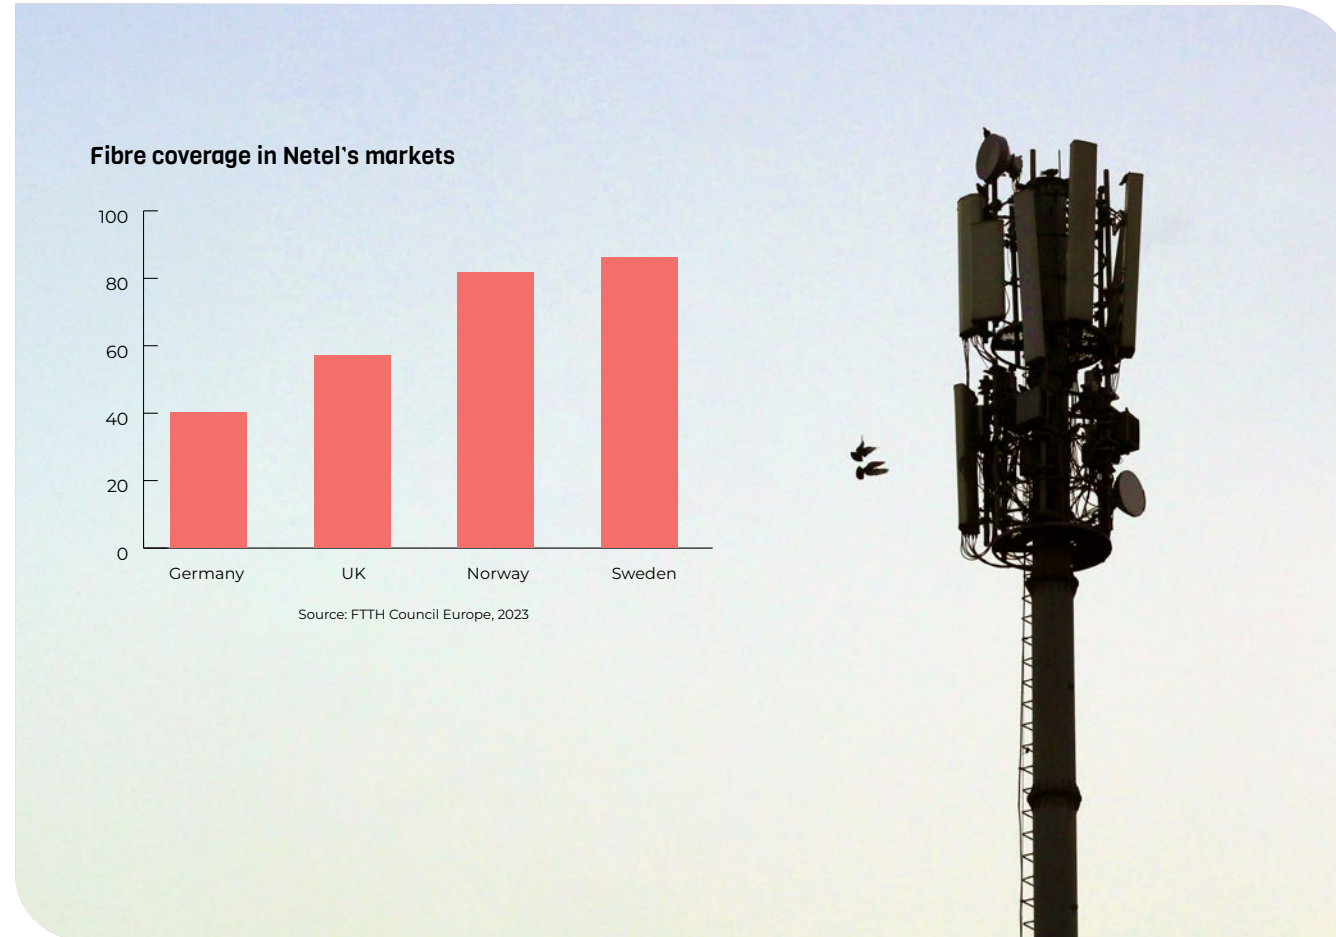 Fibre coverage in Netel's markets
100
80
60
40
20
0
Germany UK Norway Sweden
Source: FTTH Council Europe, 2023